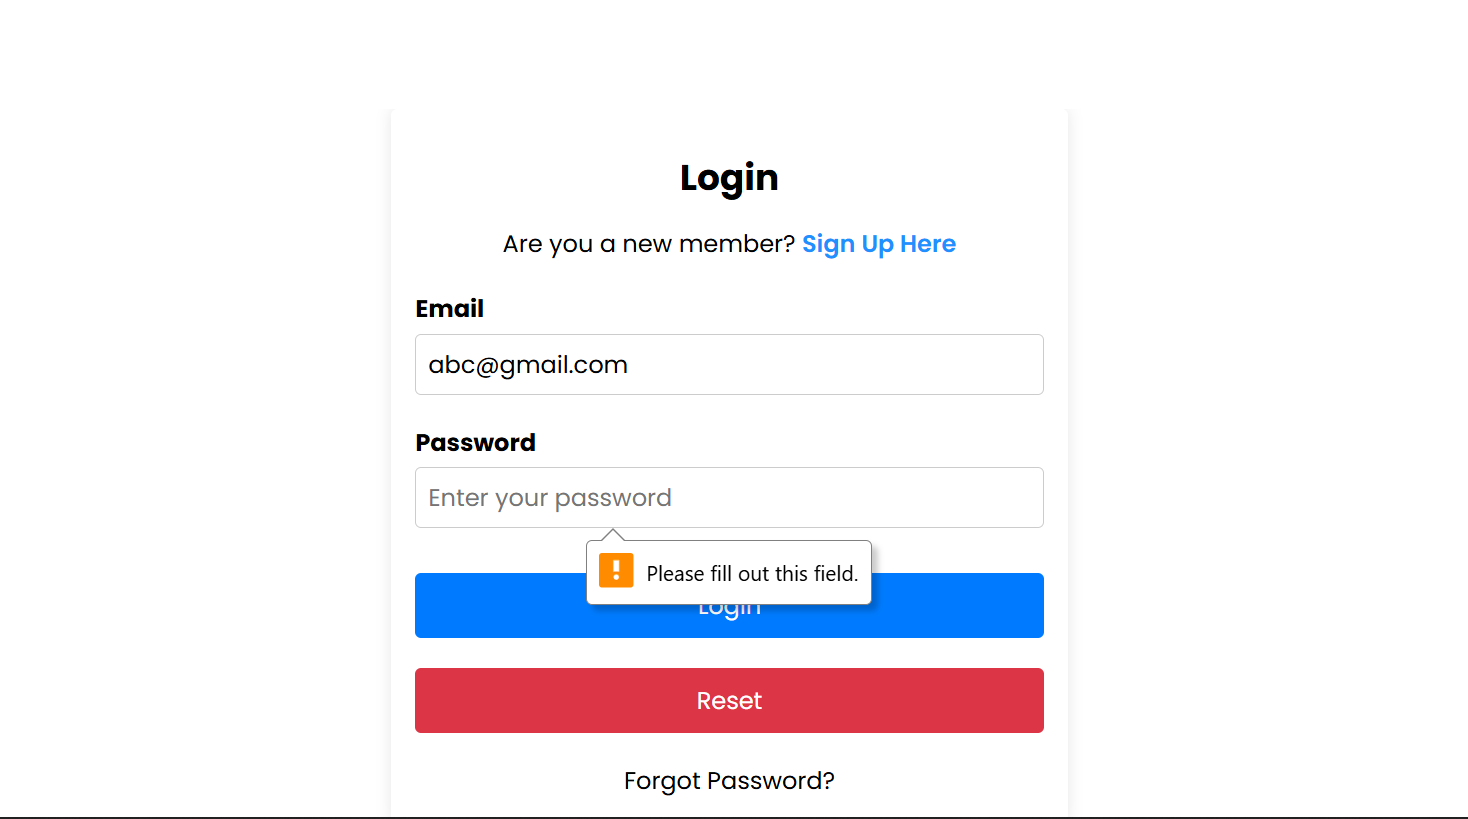 Login
Are you a new member? Sign Up Here
Email
abc@gmail.com
Password
Enter your password
Please fill out this field.
Login
Reset
Forgot Password?